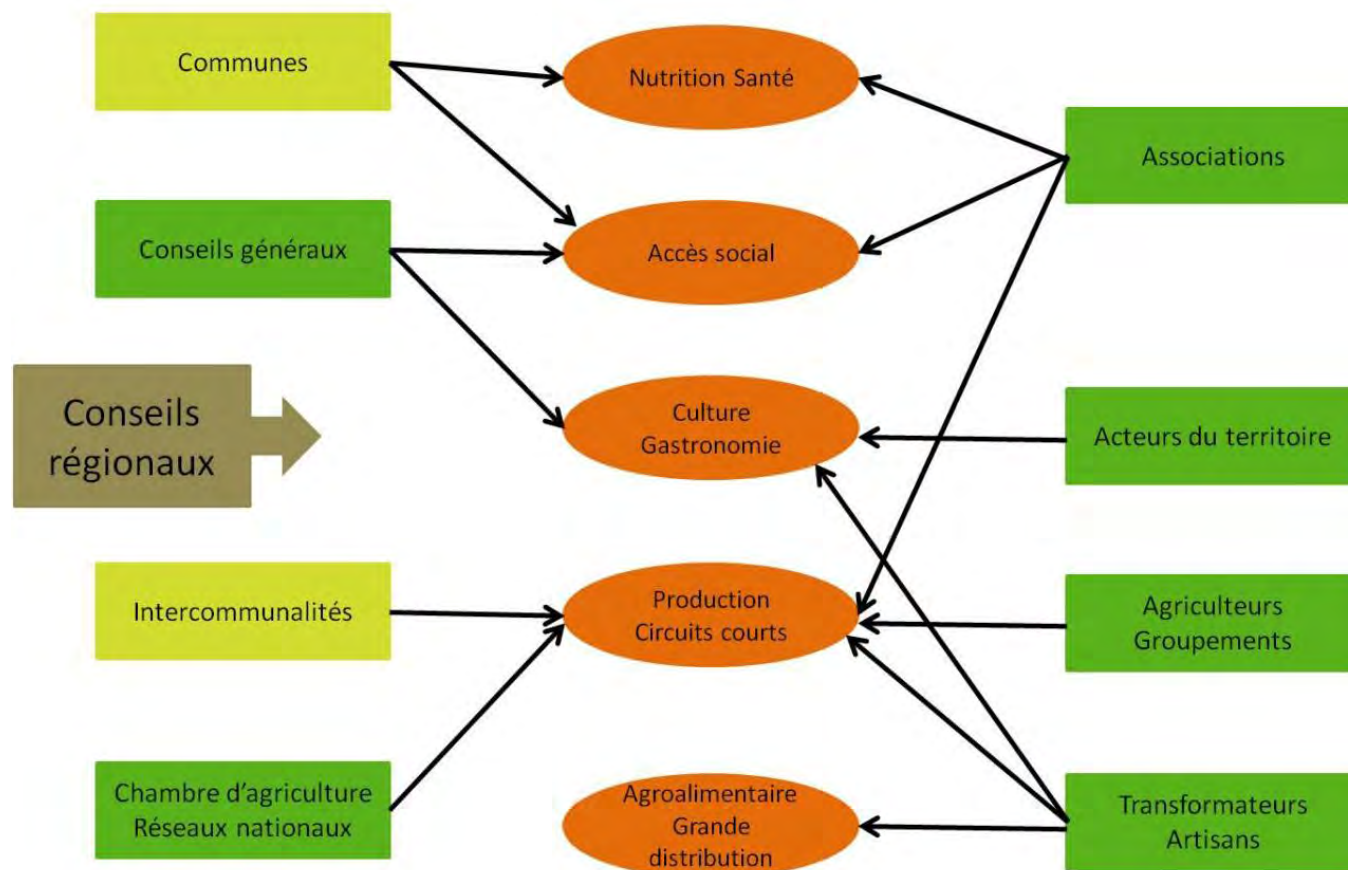 Communes
Nutrition Santé
Associations
Conseils généraux
Accès social
Conseils
régionaux
Culture
Gastronomie
Acteurs du territoire
Intercommunalités
Production
Circuits courts
Agriculteurs
Groupements
Chambre d'agriculture
Réseaux nationaux
Agroalimentaire
Grande
distribution
Transformateurs
Artisans